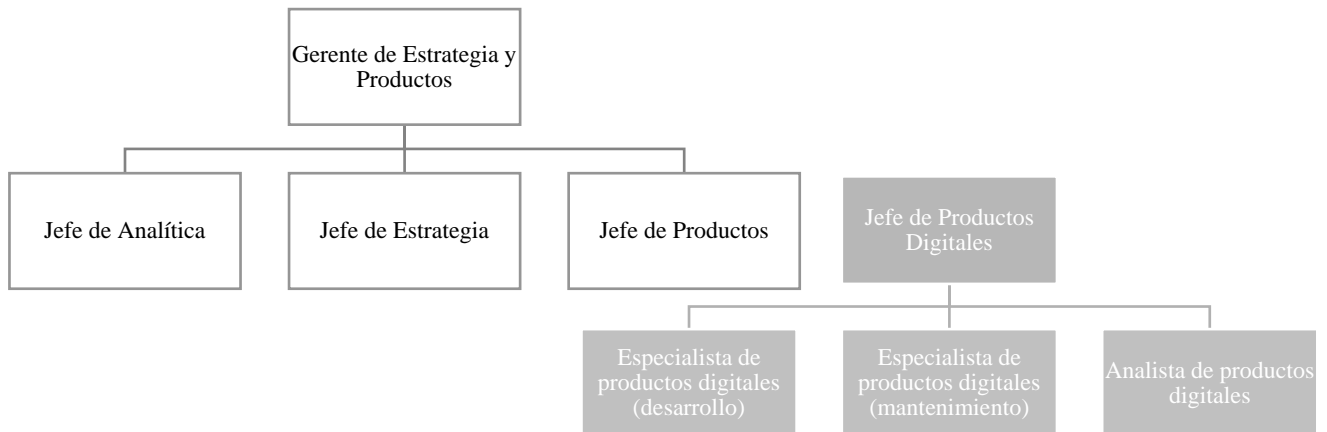 Gerente de Estrategia y
Productos
Jefe de Analítica
Jefe de Estrategia
Jefe de Productos
Jefe de Productos
Digitales
Especialista de
productos digitales
(desarrollo)
Especialista de
productos digitales
(mantenimiento)
Analista de productos
digitales